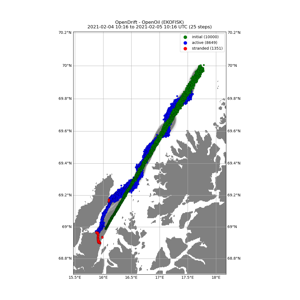 OpenDrift - OpenOil (EKOFISK)
2021-02-04 10:16 to 2021-02-05 10:16 UTC (25 steps)
70.2°N 70.2°N
initial (10000)
active (8649)
stranded (1351)
70°N 70°N
69.8°N 69.8°N
69.6°N 69.6°N
69.4°N 69.4°N
69.2°N 69.2°N
69°N 69°N
68.8°N 68.8°N
15.5°E 16°E 16.5°E 17°E 17.5°E 18°E